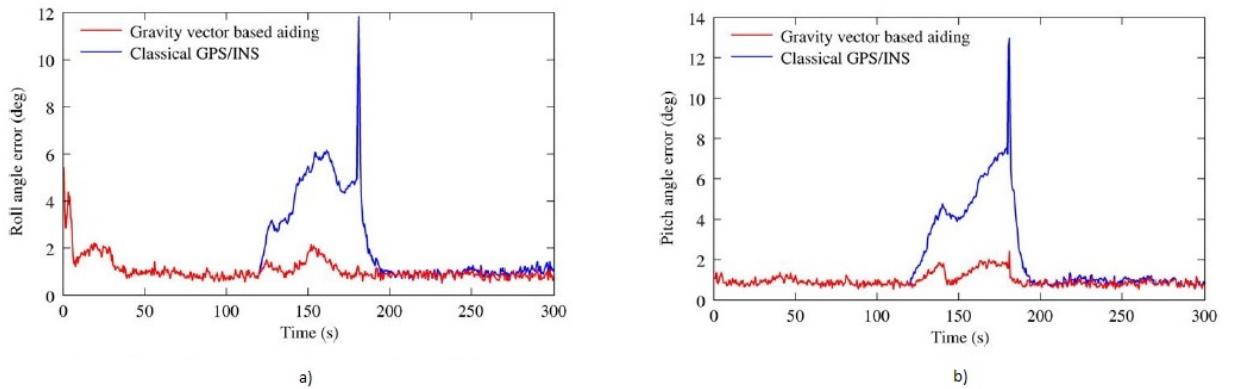 12
10
8
6
4
2
0
Roll angle error (deg)
Gravity vector based aiding
Classical GPS/INS
0 50 100 150 200 250 300
Time (s)
a)
14
12
10
8
6
4
2
0
Pitch angle error (deg)
Gravity vector based aiding
Classical GPS/INS
0 50 100 150 200 250 300
Time (s)
b)